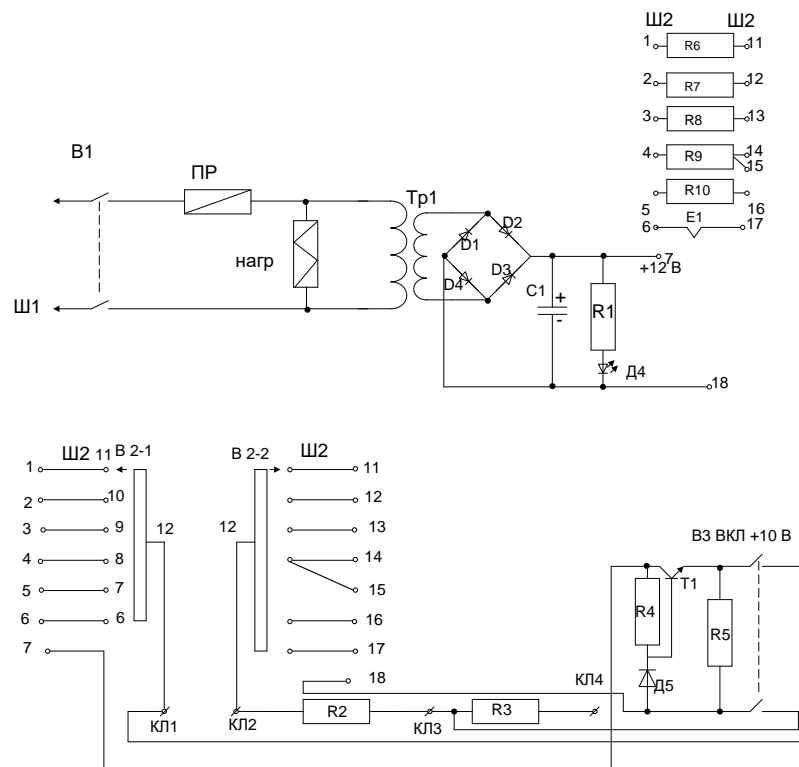 Ш2 Ш2
1 R6 11
2 R7 12
3 R8 13
4 R9 14
15
R10
5 16
6 E1 17
В1
ПР
Тр1
D2
D1
нагр
D3
D4
7
+12 В
C1
+
-
R1
Ш1
Д4
18
Ш2 11 В 2-1 В 2-2 Ш2
1 11
2 10 12
3 9 12 12 13
4 8 14
5 7 15
6 6 16
7 17
18
В3 ВКЛ +10 В
Т1
R4
R5
Д5
КЛ4
КЛ1 КЛ2 R2 КЛ3 R3